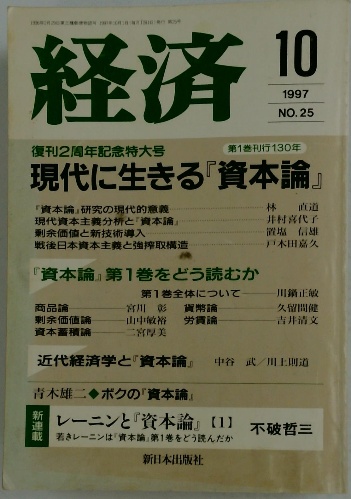 経済
10
1997
NO.25
復刊2周年記念特大号
第1巻刊行130年
現代に生きる『資本論』
『資本論』研究の現代的意義 林 直道
現代資本主義分析と『資本論』 井村喜代子
剰余価値と新技術導入 置塩 信雄
戦後日本資本主義と強搾取構造 戸木田嘉久
『資本論』第1巻をどう読むか
第1巻全体について 川鍋正敏
商品論 宮川 彰 貨幣論 久留間健
剰余価値論 山中敏裕 労賃論 吉井清文
資本蓄積論 二宮厚美
近代経済学と『資本論』 中谷 武/川上則道
青木雄二◆ボクの『資本論』
新連載
レーニンと『資本論』【1】 不破哲三
若きレーニンは『資本論』第1巻をどう読んだか
新日本出版社